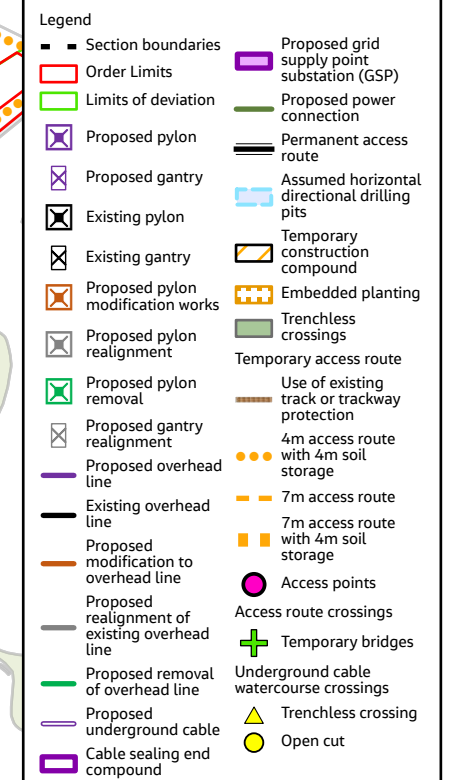 Legend
Section boundaries
Order Limits
Limits of deviation
Proposed pylon
Proposed gantry
Existing pylon
Existing gantry
Proposed pylon
modification works
Proposed pylon
realignment
Proposed pylon
removal
Proposed gantry
realignment
Proposed overhead
line
Existing overhead
line
Proposed
modification to
overhead line
Proposed
realignment of
existing overhead
line
Proposed removal
of overhead line
Proposed
underground cable
Cable sealing end
compound
Proposed grid
supply point
substation (GSP)
Proposed power
connection
Permanent access
route
Assumed horizontal
directional drilling
pits
Temporary
construction
compound
Embedded planting
Trenchless
crossings
Temporary access route
Use of existing
track or trackway
protection
4m access route
with 4m soil
storage
7m access route
7m access route
with 4m soil
storage
Access points
Access route crossings
Temporary bridges
Underground cable
watercourse crossings
Trenchless crossing
Open cut